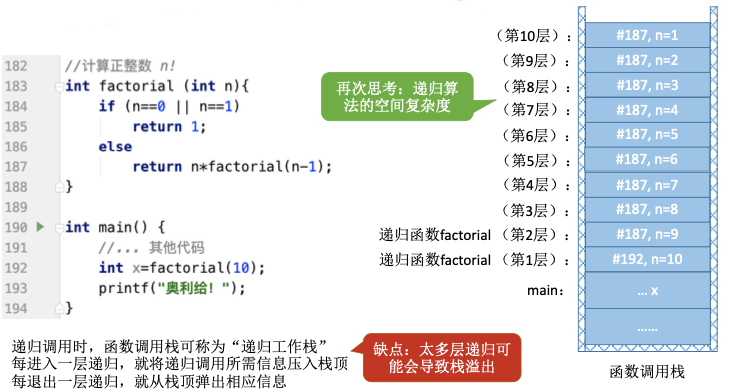 182 //计算正整数 n!
183 int factorial (int n){
184 if (n==0 || n==1)
185 return 1;
186 else
187 return n*factorial(n-1);
188 }
189
190 int main() {
191 //... 其他代码
192 int x=factorial(10);
193 printf("奥利给！");
194 }
再次思考：递归算
法的空间复杂度
（第10层）： #187, n=1
（第9层）： #187, n=2
（第8层）： #187, n=3
（第7层）： #187, n=4
（第6层）： #187, n=5
（第5层）： #187, n=6
（第4层）： #187, n=7
（第3层）： #187, n=8
递归函数factorial （第2层）： #187, n=9
递归函数factorial （第1层）： #192, n=10
main： ... x
……
函数调用栈
递归调用时，函数调用栈可称为“递归工作栈”
每进入一层递归，就将递归调用所需信息压入栈顶
每退出一层递归，就从栈顶弹出相应信息
缺点：太多层递归可
能会导致栈溢出